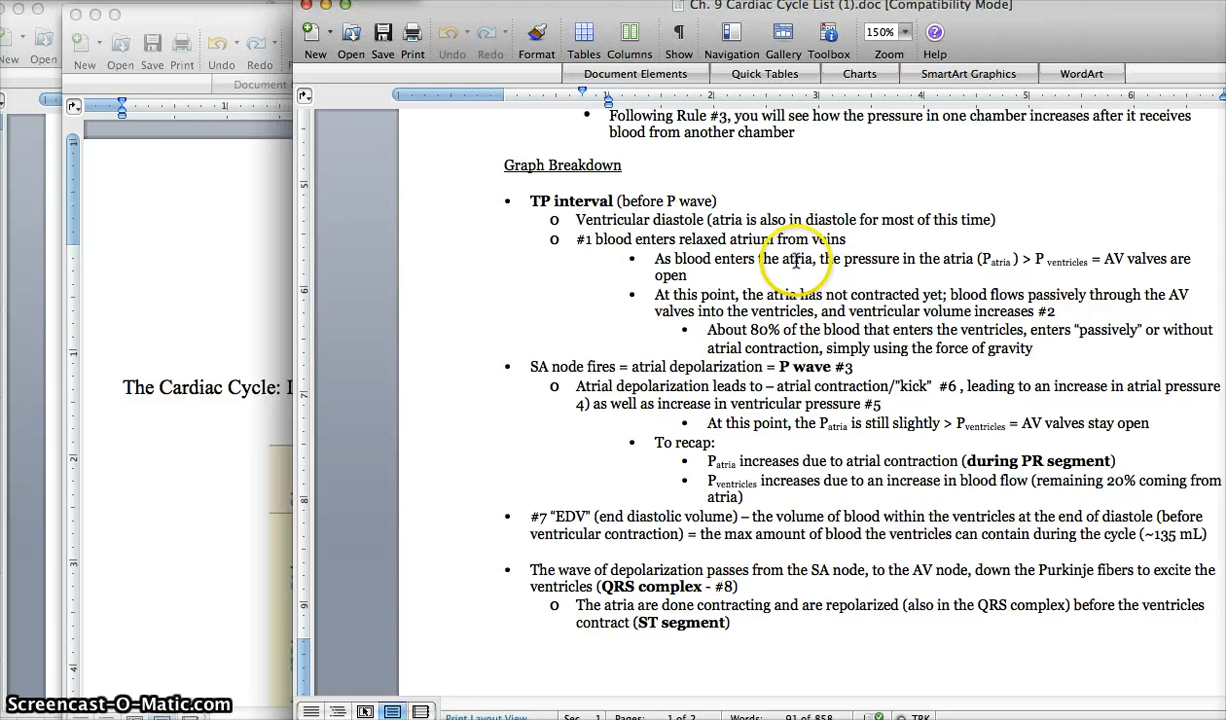 Ch. 9 Cardiac Cycle List (1).doc [Compatibility Mode]
Open New Open Save Print Undo Redo
New Open Save Print Undo Redo Format Tables Columns Show Navigation Gallery Toolbox 150% Zoom Help
Document Elements Quick Tables Charts SmartArt Graphics WordArt
Following Rule #3, you will see how the pressure in one chamber increases after it receives
blood from another chamber
Graph Breakdown
• TP interval (before P wave)
o Ventricular diastole (atria is also in diastole for most of this time)
o #1 blood enters relaxed atrium from veins
• As blood enters the atria, the pressure in the atria (Patria ) > P ventricles = AV valves are
open
• At this point, the atria has not contracted yet; blood flows passively through the AV
valves into the ventricles, and ventricular volume increases #2
• About 80% of the blood that enters the ventricles, enters “passively” or without
atrial contraction, simply using the force of gravity
• SA node fires = atrial depolarization = P wave #3
o Atrial depolarization leads to – atrial contraction/"kick" #6 , leading to an increase in atrial pressure
4) as well as increase in ventricular pressure #5
• At this point, the Patria is still slightly > Pventricles = AV valves stay open
• To recap:
• Patria increases due to atrial contraction (during PR segment)
• Pventricles increases due to an increase in blood flow (remaining 20% coming from
atria)
• #7 “EDV” (end diastolic volume) – the volume of blood within the ventricles at the end of diastole (before
ventricular contraction) = the max amount of blood the ventricles can contain during the cycle (~135 mL)
• The wave of depolarization passes from the SA node, to the AV node, down the Purkinje fibers to excite the
ventricles (QRS complex - #8)
o The atria are done contracting and are repolarized (also in the QRS complex) before the ventricles
contract (ST segment)
The Cardiac Cycle:
Screencast-O-Matic.com
Print Layout View Sec 1 Pages: 1 of 2 Words: 91 of 858 TRK